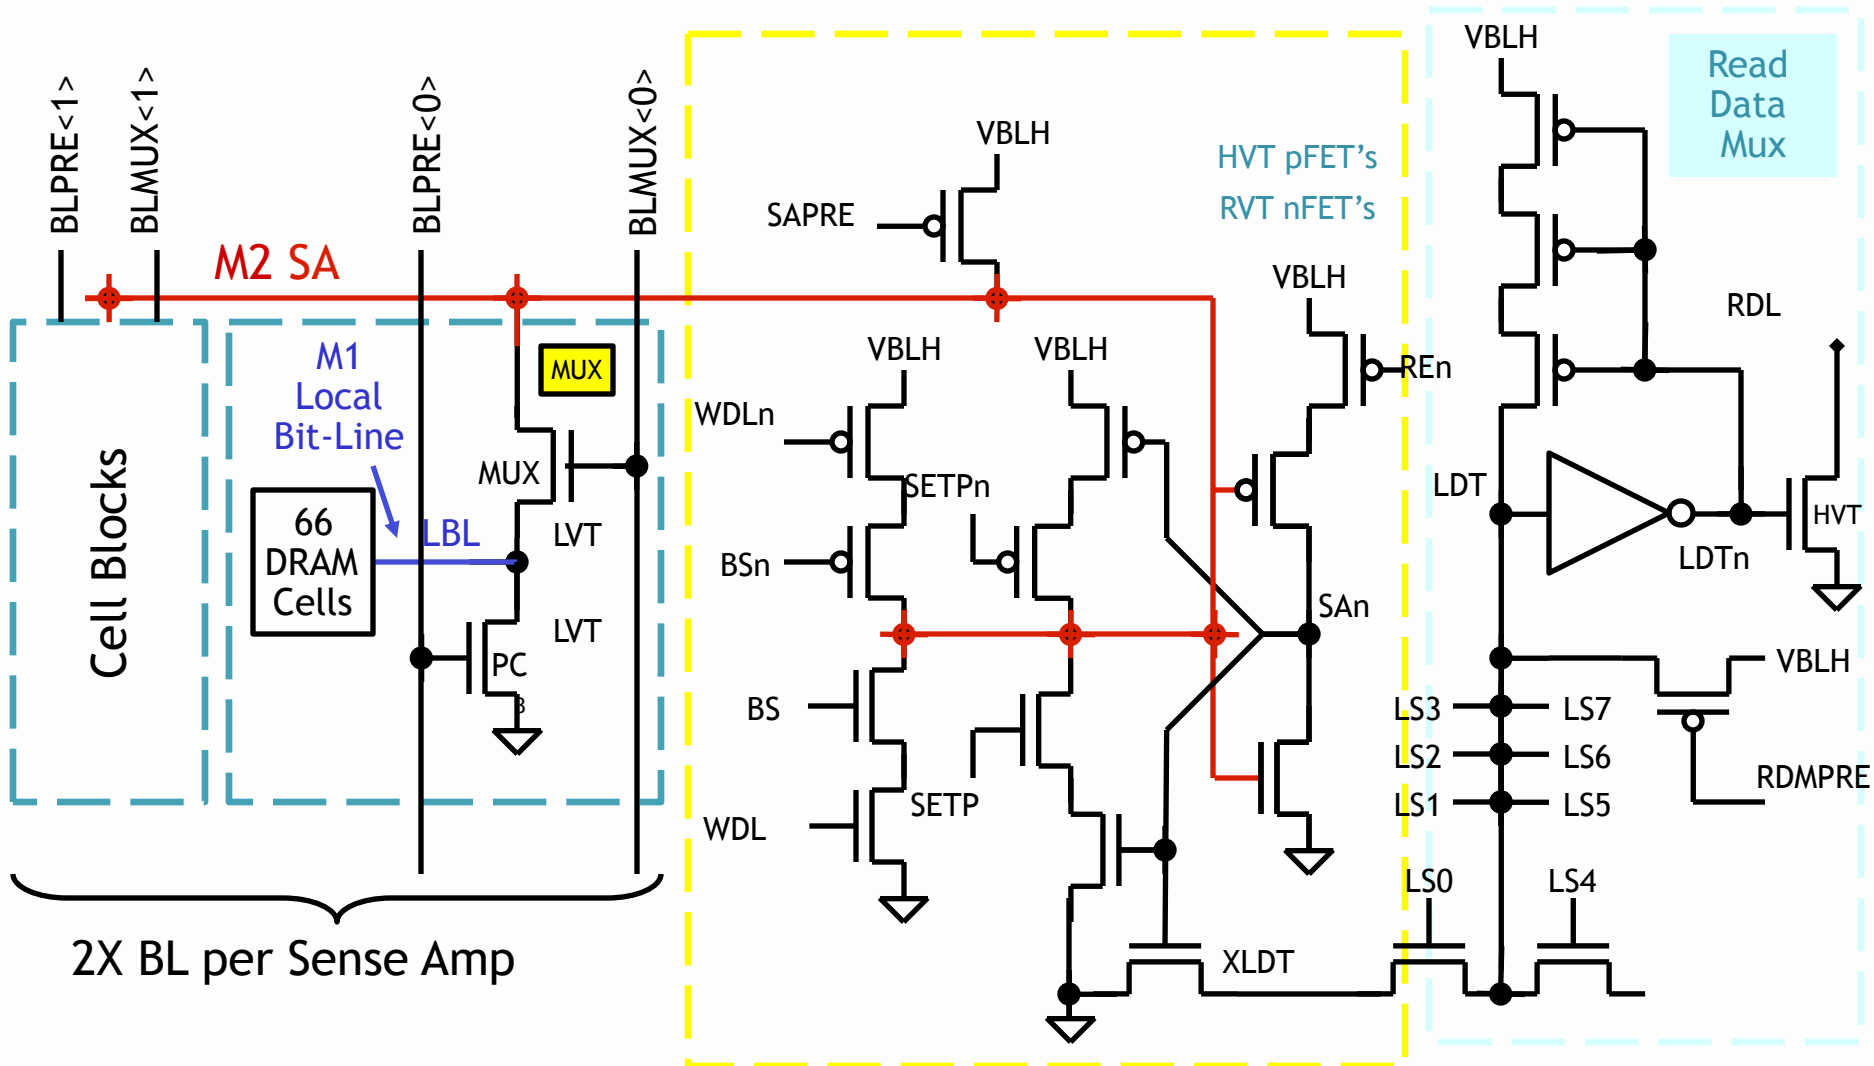 BLPRE<1>
BLMUX<1>
BLPRE<0>
BLMUX<0>
M2 SA
M1
Local
Bit-Line
MUX
MUX
LVT
LBL
66
DRAM
Cells
LVT
PC
Cell Blocks
2X BL per Sense Amp
VBLH
SAPRE
HVT pFET's
RVT nFET's
VBLH
REn
VBLH
VBLH
WDLn
SETPn
BSn
SAn
BS
SETP
WDL
XLDT
VBLH
Read
Data
Mux
RDL
LDT
HVT
LDTn
VBLH
LS3
LS7
LS2
LS6
RDMPRE
LS1
LS5
LS0
LS4